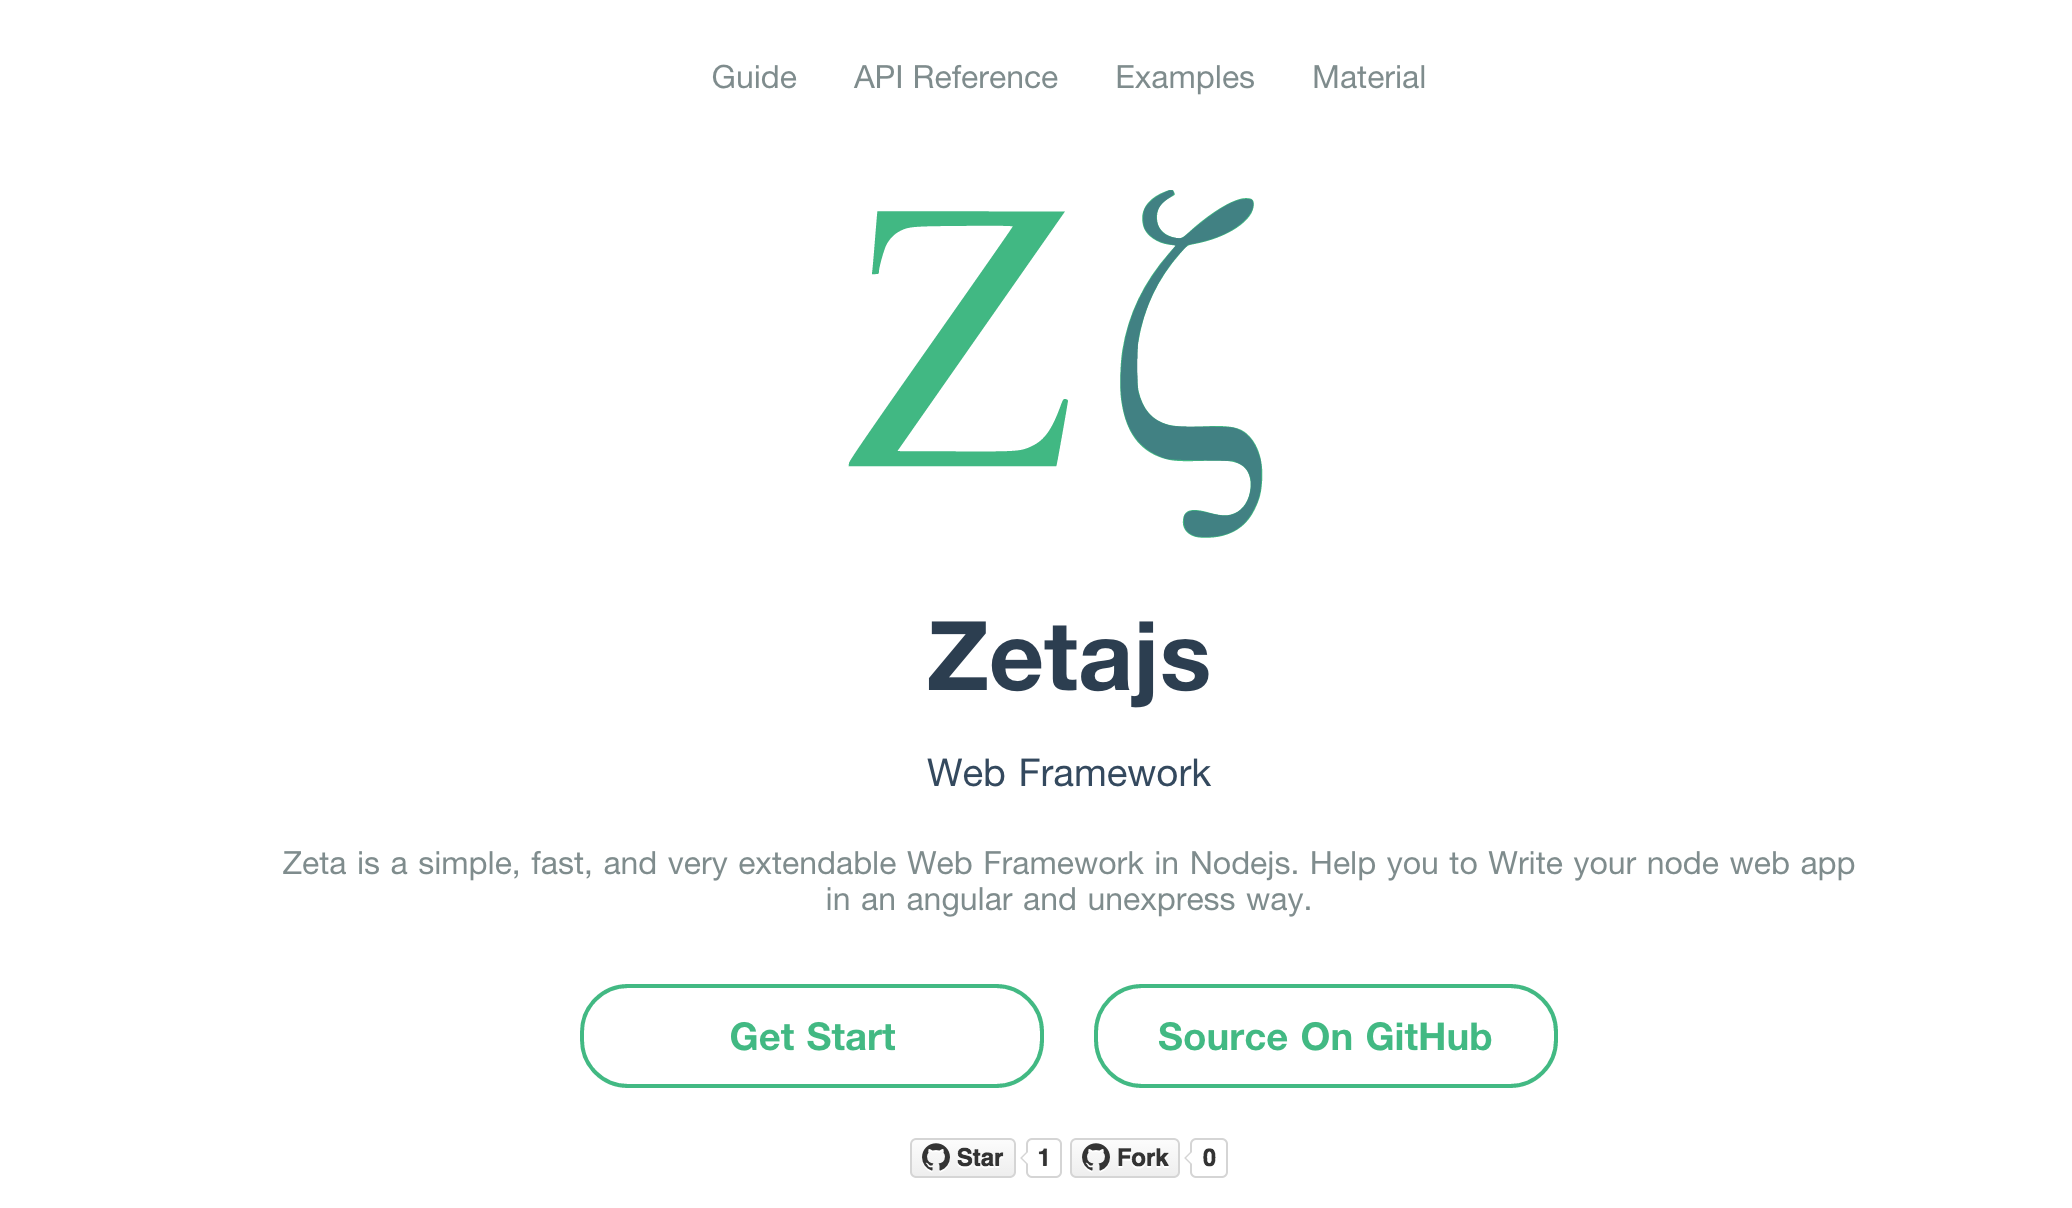 Guide API Reference Examples Material
Zζ
Zetajs
Web Framework
Zeta is a simple, fast, and very extendable Web Framework in Nodejs. Help you to Write your node web app
in an angular and unexpress way.
Get Start Source On GitHub
Star 1 Fork 0